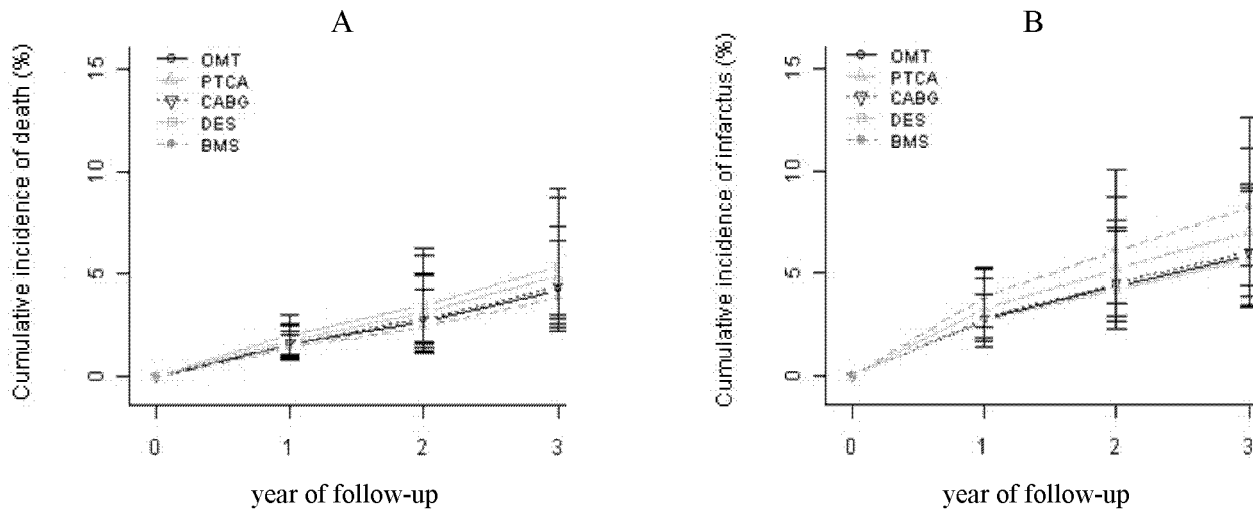 A
Cumulative incidence of death (%)
OMT
PTCA
CABG
DES
BMS
15
10
5
0
0 1 2 3
year of follow-up
B
Cumulative incidence of infarctus (%)
OMT
PTCA
CABG
DES
BMS
15
10
5
0
0 1 2 3
year of follow-up